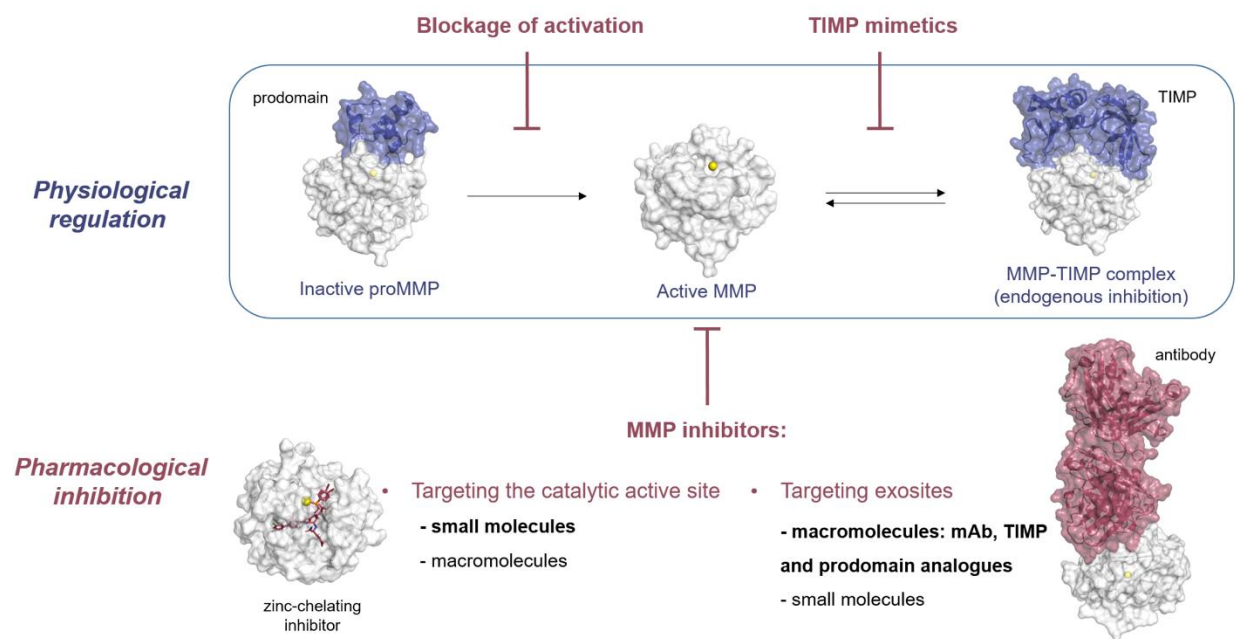 Blockage of activation
TIMP mimetics
prodomain
TIMP
Physiological
regulation
Inactive proMMP
Active MMP
MMP-TIMP complex
(endogenous inhibition)
antibody
MMP inhibitors:
Pharmacological
inhibition
• Targeting the catalytic active site
- small molecules
- macromolecules
• Targeting exosites
- macromolecules: mAb, TIMP
and prodomain analogues
- small molecules
zinc-chelating
inhibitor